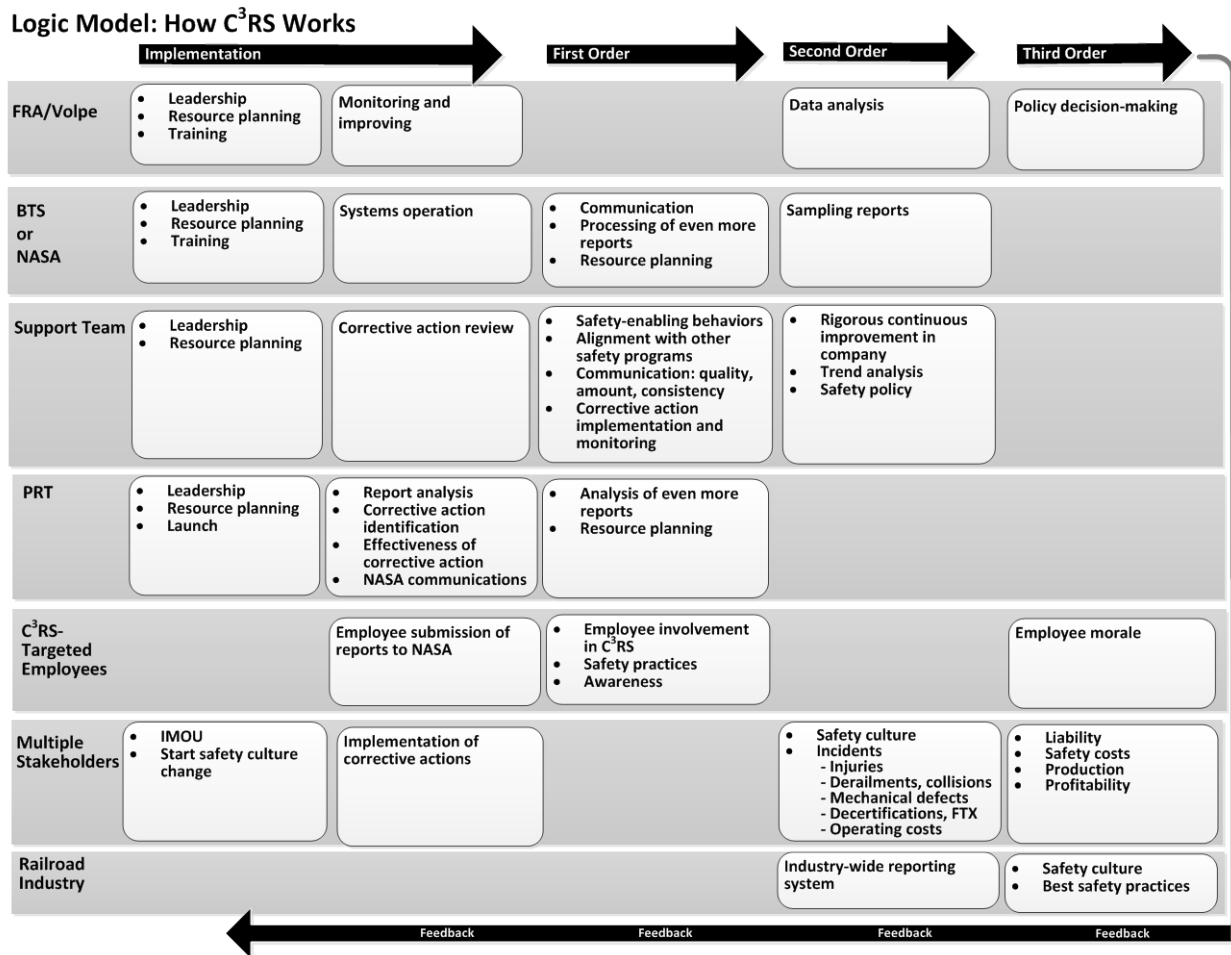 Logic Model: How C³RS Works
Implementation
First Order
Second Order
Third Order
FRA/Volpe
• Leadership
• Resource planning
• Training
Monitoring and
improving
Data analysis
Policy decision-making
BTS
or
NASA
• Leadership
• Resource planning
• Training
Systems operation
• Communication
• Processing of even more
reports
• Resource planning
Sampling reports
Support Team
• Leadership
• Resource planning
Corrective action review
• Safety-enabling behaviors
• Alignment with other
safety programs
• Communication: quality,
amount, consistency
• Corrective action
implementation and
monitoring
• Rigorous continuous
improvement in
company
• Trend analysis
• Safety policy
PRT
• Leadership
• Resource planning
• Launch
• Report analysis
• Corrective action
identification
• Effectiveness of
corrective action
• NASA communications
• Analysis of even more
reports
• Resource planning
C³RS-
Targeted
Employees
Employee submission of
reports to NASA
• Employee involvement
in C³RS
• Safety practices
• Awareness
Employee morale
Multiple
Stakeholders
• IMOU
• Start safety culture
change
Implementation of
corrective actions
• Safety culture
• Incidents
- Injuries
- Derailments, collisions
- Mechanical defects
- Decertifications, FTX
- Operating costs
• Liability
• Safety costs
• Production
• Profitability
Railroad
Industry
Industry-wide reporting
system
• Safety culture
• Best safety practices
Feedback
Feedback
Feedback
Feedback